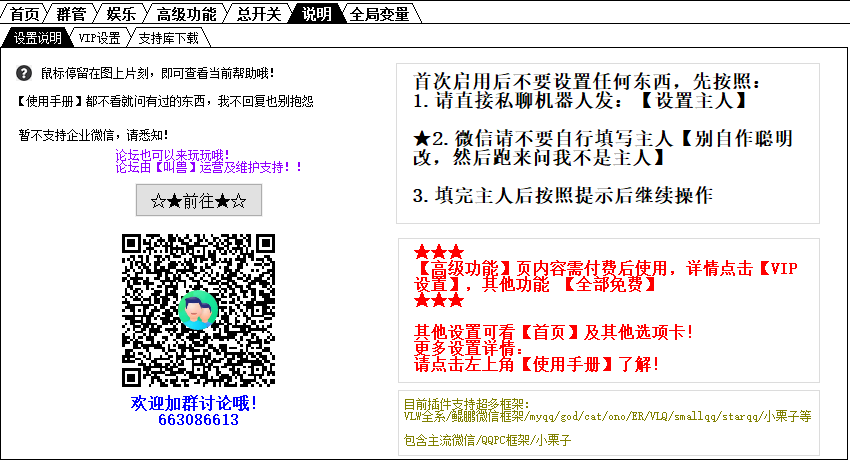 首页 群管 娱乐 高级功能 总开关 说明 全局变量
设置说明 VIP设置 支持库下载
? 鼠标停留在图上片刻，即可查看当前帮助哦！
【使用手册】都不看就问有过的东西，我不回复也别抱怨
暂不支持企业微信，请悉知！
论坛也可以来玩玩哦！
论坛由【叫兽】运营及维护支持！！
☆★前往★☆
欢迎加群讨论哦！
663086613
首次启用后不要设置任何东西，先按照：
1.请直接私聊机器人发：【设置主人】
★2.微信请不要自行填写主人【别自作聪明
改，然后跑来问我不是主人】
3.填完主人后按照提示后继续操作
★★★
【高级功能】页内容需付费后使用，详情点击【VIP
设置】，其他功能 【全部免费】
★★★
其他设置可看【首页】及其他选项卡！
更多设置详情：
请点击左上角【使用手册】了解！
目前插件支持超多框架：
VLW全系/鲲鹏微信框架/myqq/god/cat/ono/ER/VLQ/smallqq/starqq/小栗子等
包含主流微信/QQPC框架/小栗子